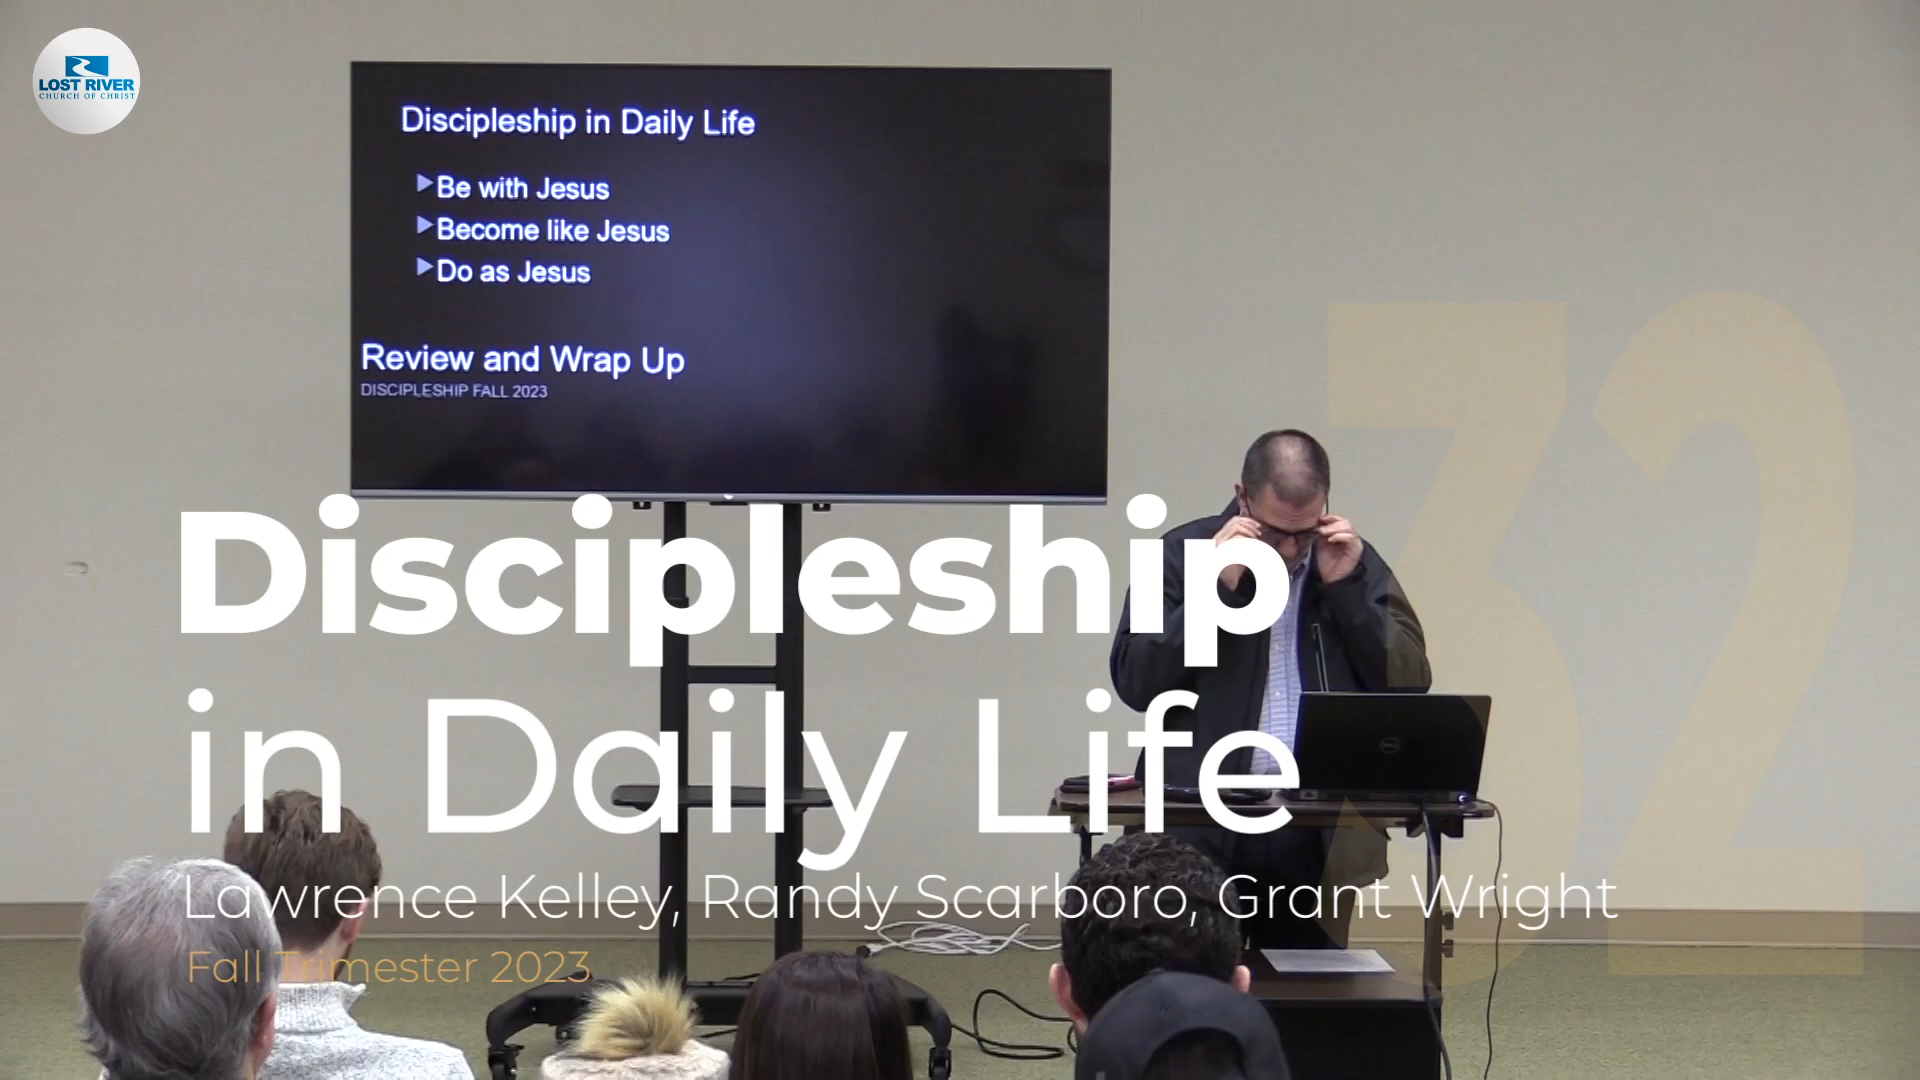 LOST RIVER
CHURCH OF CHRIST
Discipleship in Daily Life
Be with Jesus
Become like Jesus
Do as Jesus
Review and Wrap Up
DISCIPLESHIP FALL 2023
32
Discipleship
in Daily Life
Lawrence Kelley, Randy Scarboro, Grant Wright
Fall Trimester 2023